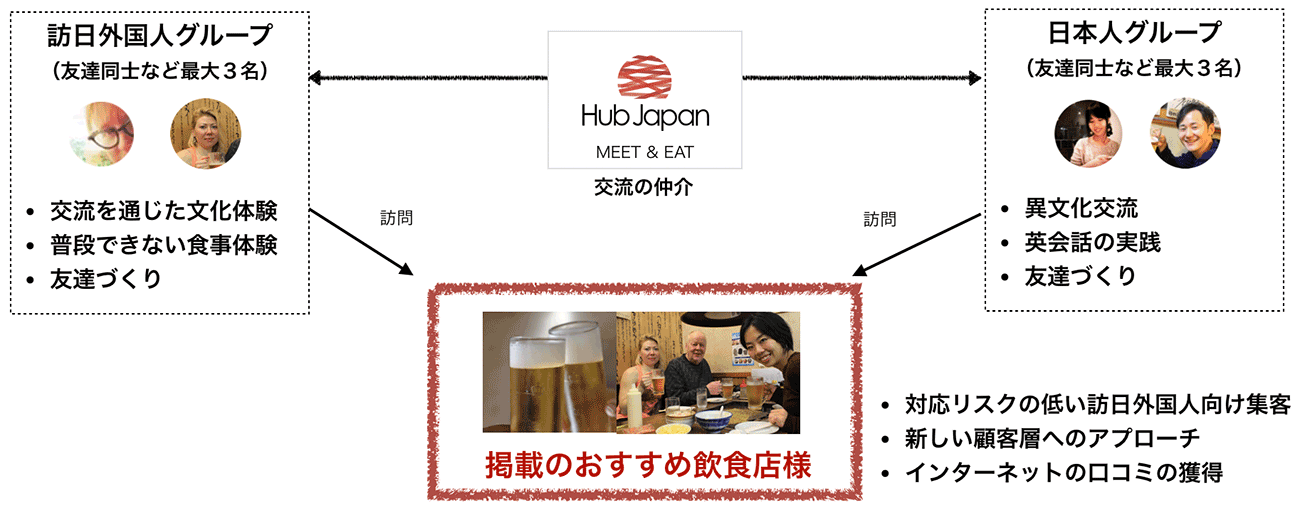 訪日外国人グループ
（友達同士など最大３名）
• 交流を通じた文化体験
• 普段できない食事体験
• 友達づくり
Hub Japan
MEET & EAT
交流の仲介
日本人グループ
（友達同士など最大３名）
• 異文化交流
• 英会話の実践
• 友達づくり
訪問
訪問
掲載のおすすめ飲食店様
• 対応リスクの低い訪日外国人向け集客
• 新しい顧客層へのアプローチ
• インターネットの口コミの獲得